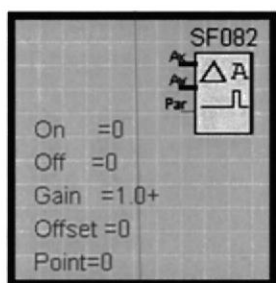 SF082
Ax
Ay
A
Par
On =0
Off =0
Gain =1.0+
Offset =0
Point=0